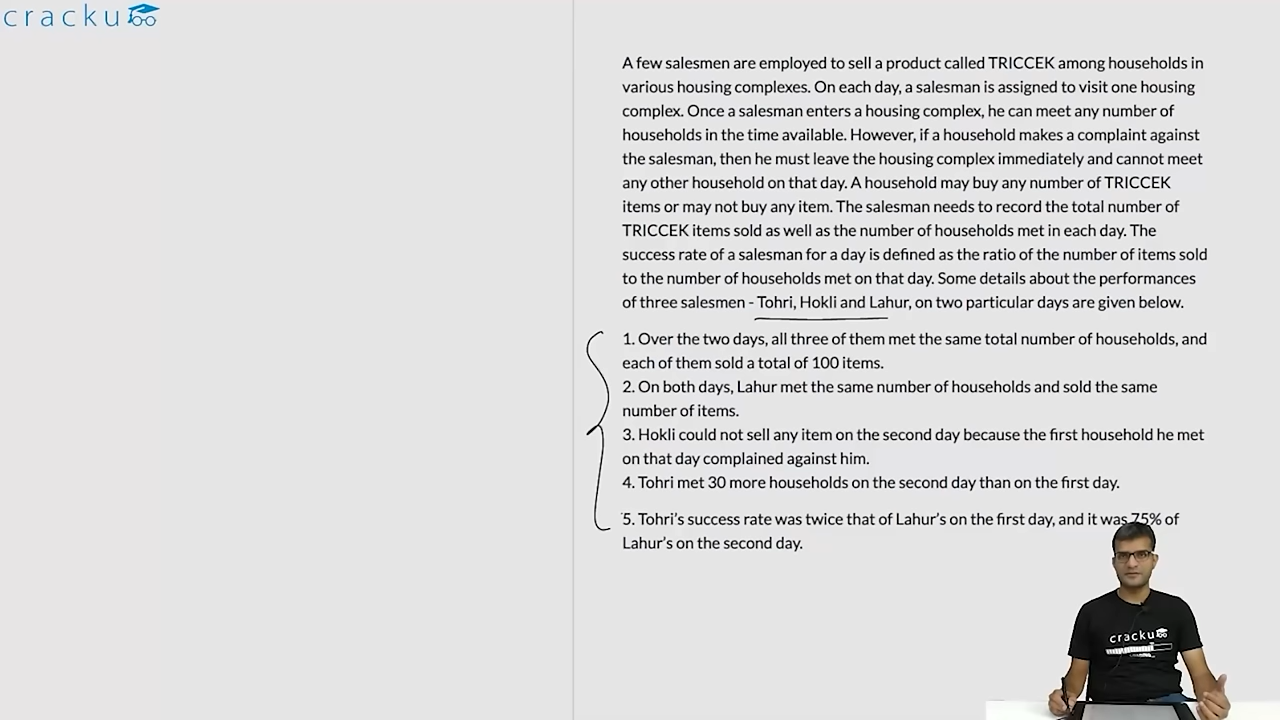 cracku
A few salesmen are employed to sell a product called TRICCEK among households in
various housing complexes. On each day, a salesman is assigned to visit one housing
complex. Once a salesman enters a housing complex, he can meet any number of
households in the time available. However, if a household makes a complaint against
the salesman, then he must leave the housing complex immediately and cannot meet
any other household on that day. A household may buy any number of TRICCEK
items or may not buy any item. The salesman needs to record the total number of
TRICCEK items sold as well as the number of households met in each day. The
success rate of a salesman for a day is defined as the ratio of the number of items sold
to the number of households met on that day. Some details about the performances
of three salesmen - Tohri, Hokli and Lahur, on two particular days are given below.
1. Over the two days, all three of them met the same total number of households, and
each of them sold a total of 100 items.
2. On both days, Lahur met the same number of households and sold the same
number of items.
3. Hokli could not sell any item on the second day because the first household he met
on that day complained against him.
4. Tohri met 30 more households on the second day than on the first day.
5. Tohri's success rate was twice that of Lahur's on the first day, and it was 75% of
Lahur's on the second day.
cracku